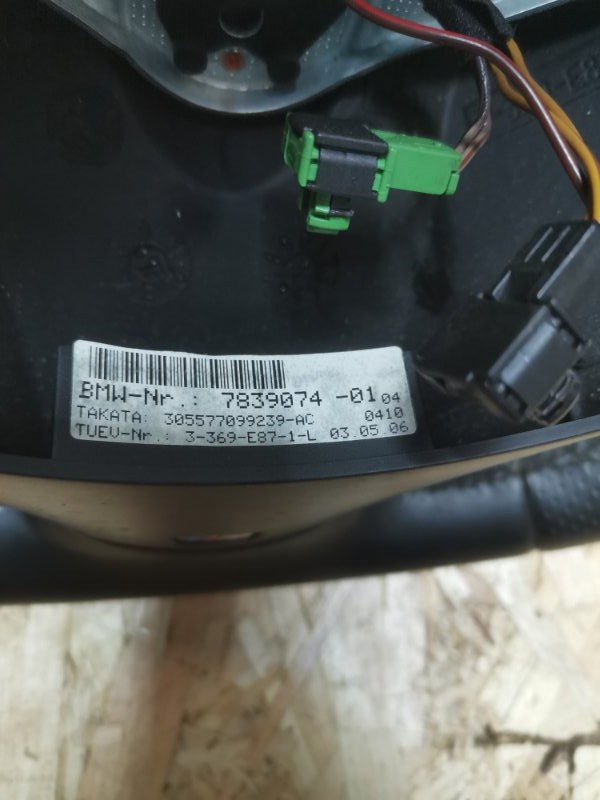 BMW-Nr.: 7839074 -01 04
TAKATA: 305577099239-AC 0410
TUEV-Nr.: 3-369-E87-1-L 03.05.06